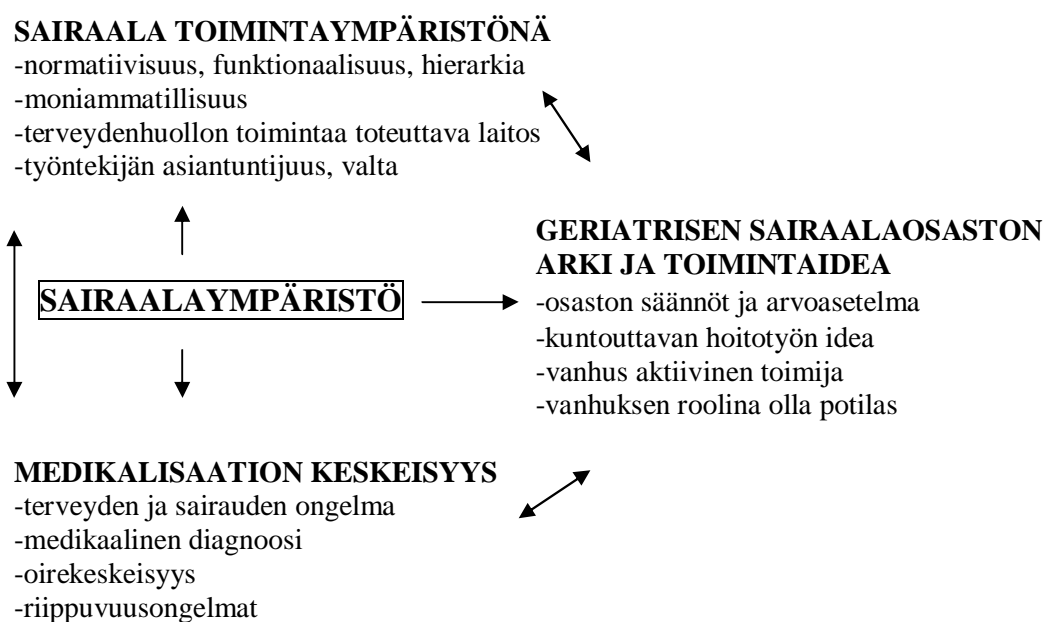 SAIRAALA TOIMINTAYMPÄRISTÖNÄ
-normatiivisuus, funktionaalisuus, hierarkia
-moniammatillisuus
-terveydenhuollon toimintaa toteuttava laitos
-työntekijän asiantuntijuus, valta
GERIATRISEN SAIRAALAOSASTON
ARKI JA TOIMINTAIDEA
SAIRAALAYMPÄRISTÖ
-osaston säännöt ja arvoasetelma
-kuntouttavan hoitotyön idea
-vanhus aktiivinen toimija
-vanhuksen roolina olla potilas
MEDIKALISAATION KESKEISYYS
-terveyden ja sairauden ongelma
-medikaalinen diagnoosi
-oirekeskeisyys
-riippuvuusongelmat